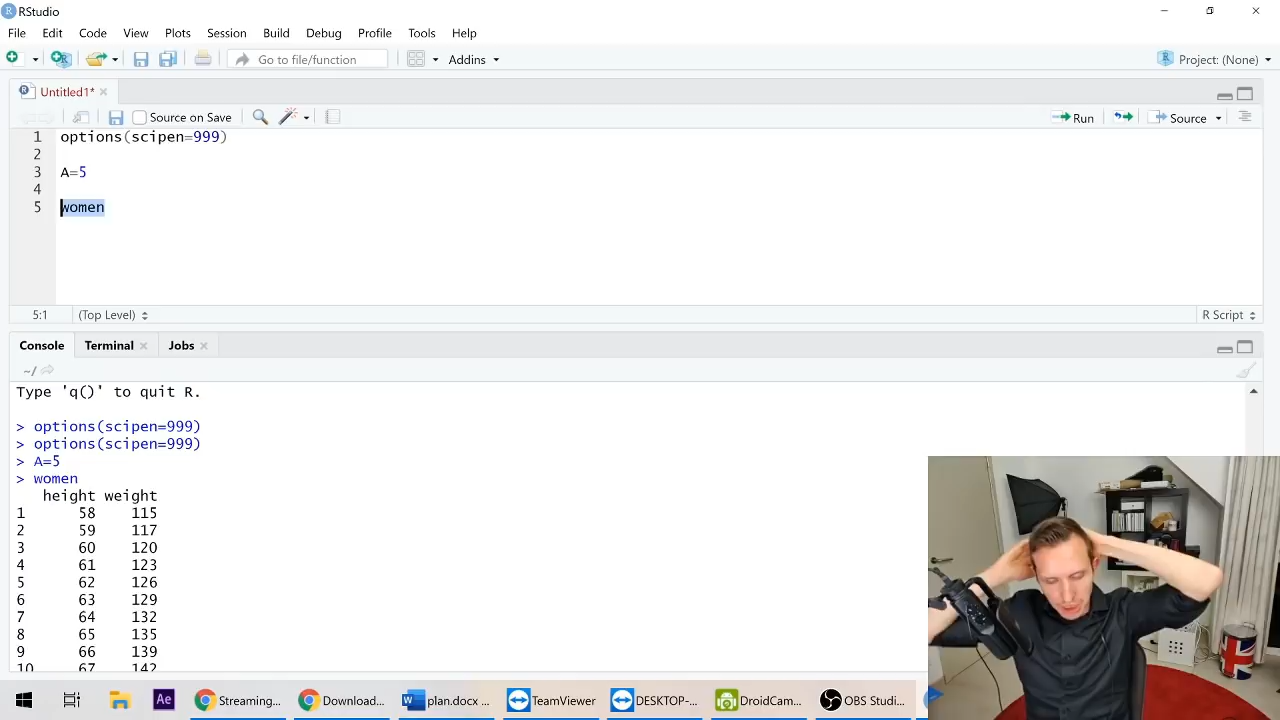 RStudio
File Edit Code View Plots Session Build Debug Profile Tools Help
Go to file/function Addins Project: (None)
Untitled1*
Source on Save Run Source
1 options(scipen=999)
2
3 A=5
4
5 women
5:1 (Top Level) R Script
Console Terminal Jobs
~/
Type 'q()' to quit R.
> options(scipen=999)
> options(scipen=999)
> A=5
> women
height weight
1 58 115
2 59 117
3 60 120
4 61 123
5 62 126
6 63 129
7 64 132
8 65 135
9 66 139
10 67 142
Ae Streaming... Download... plan.docx ... TeamViewer DESKTOP-... DroidCam... OBS Studi...